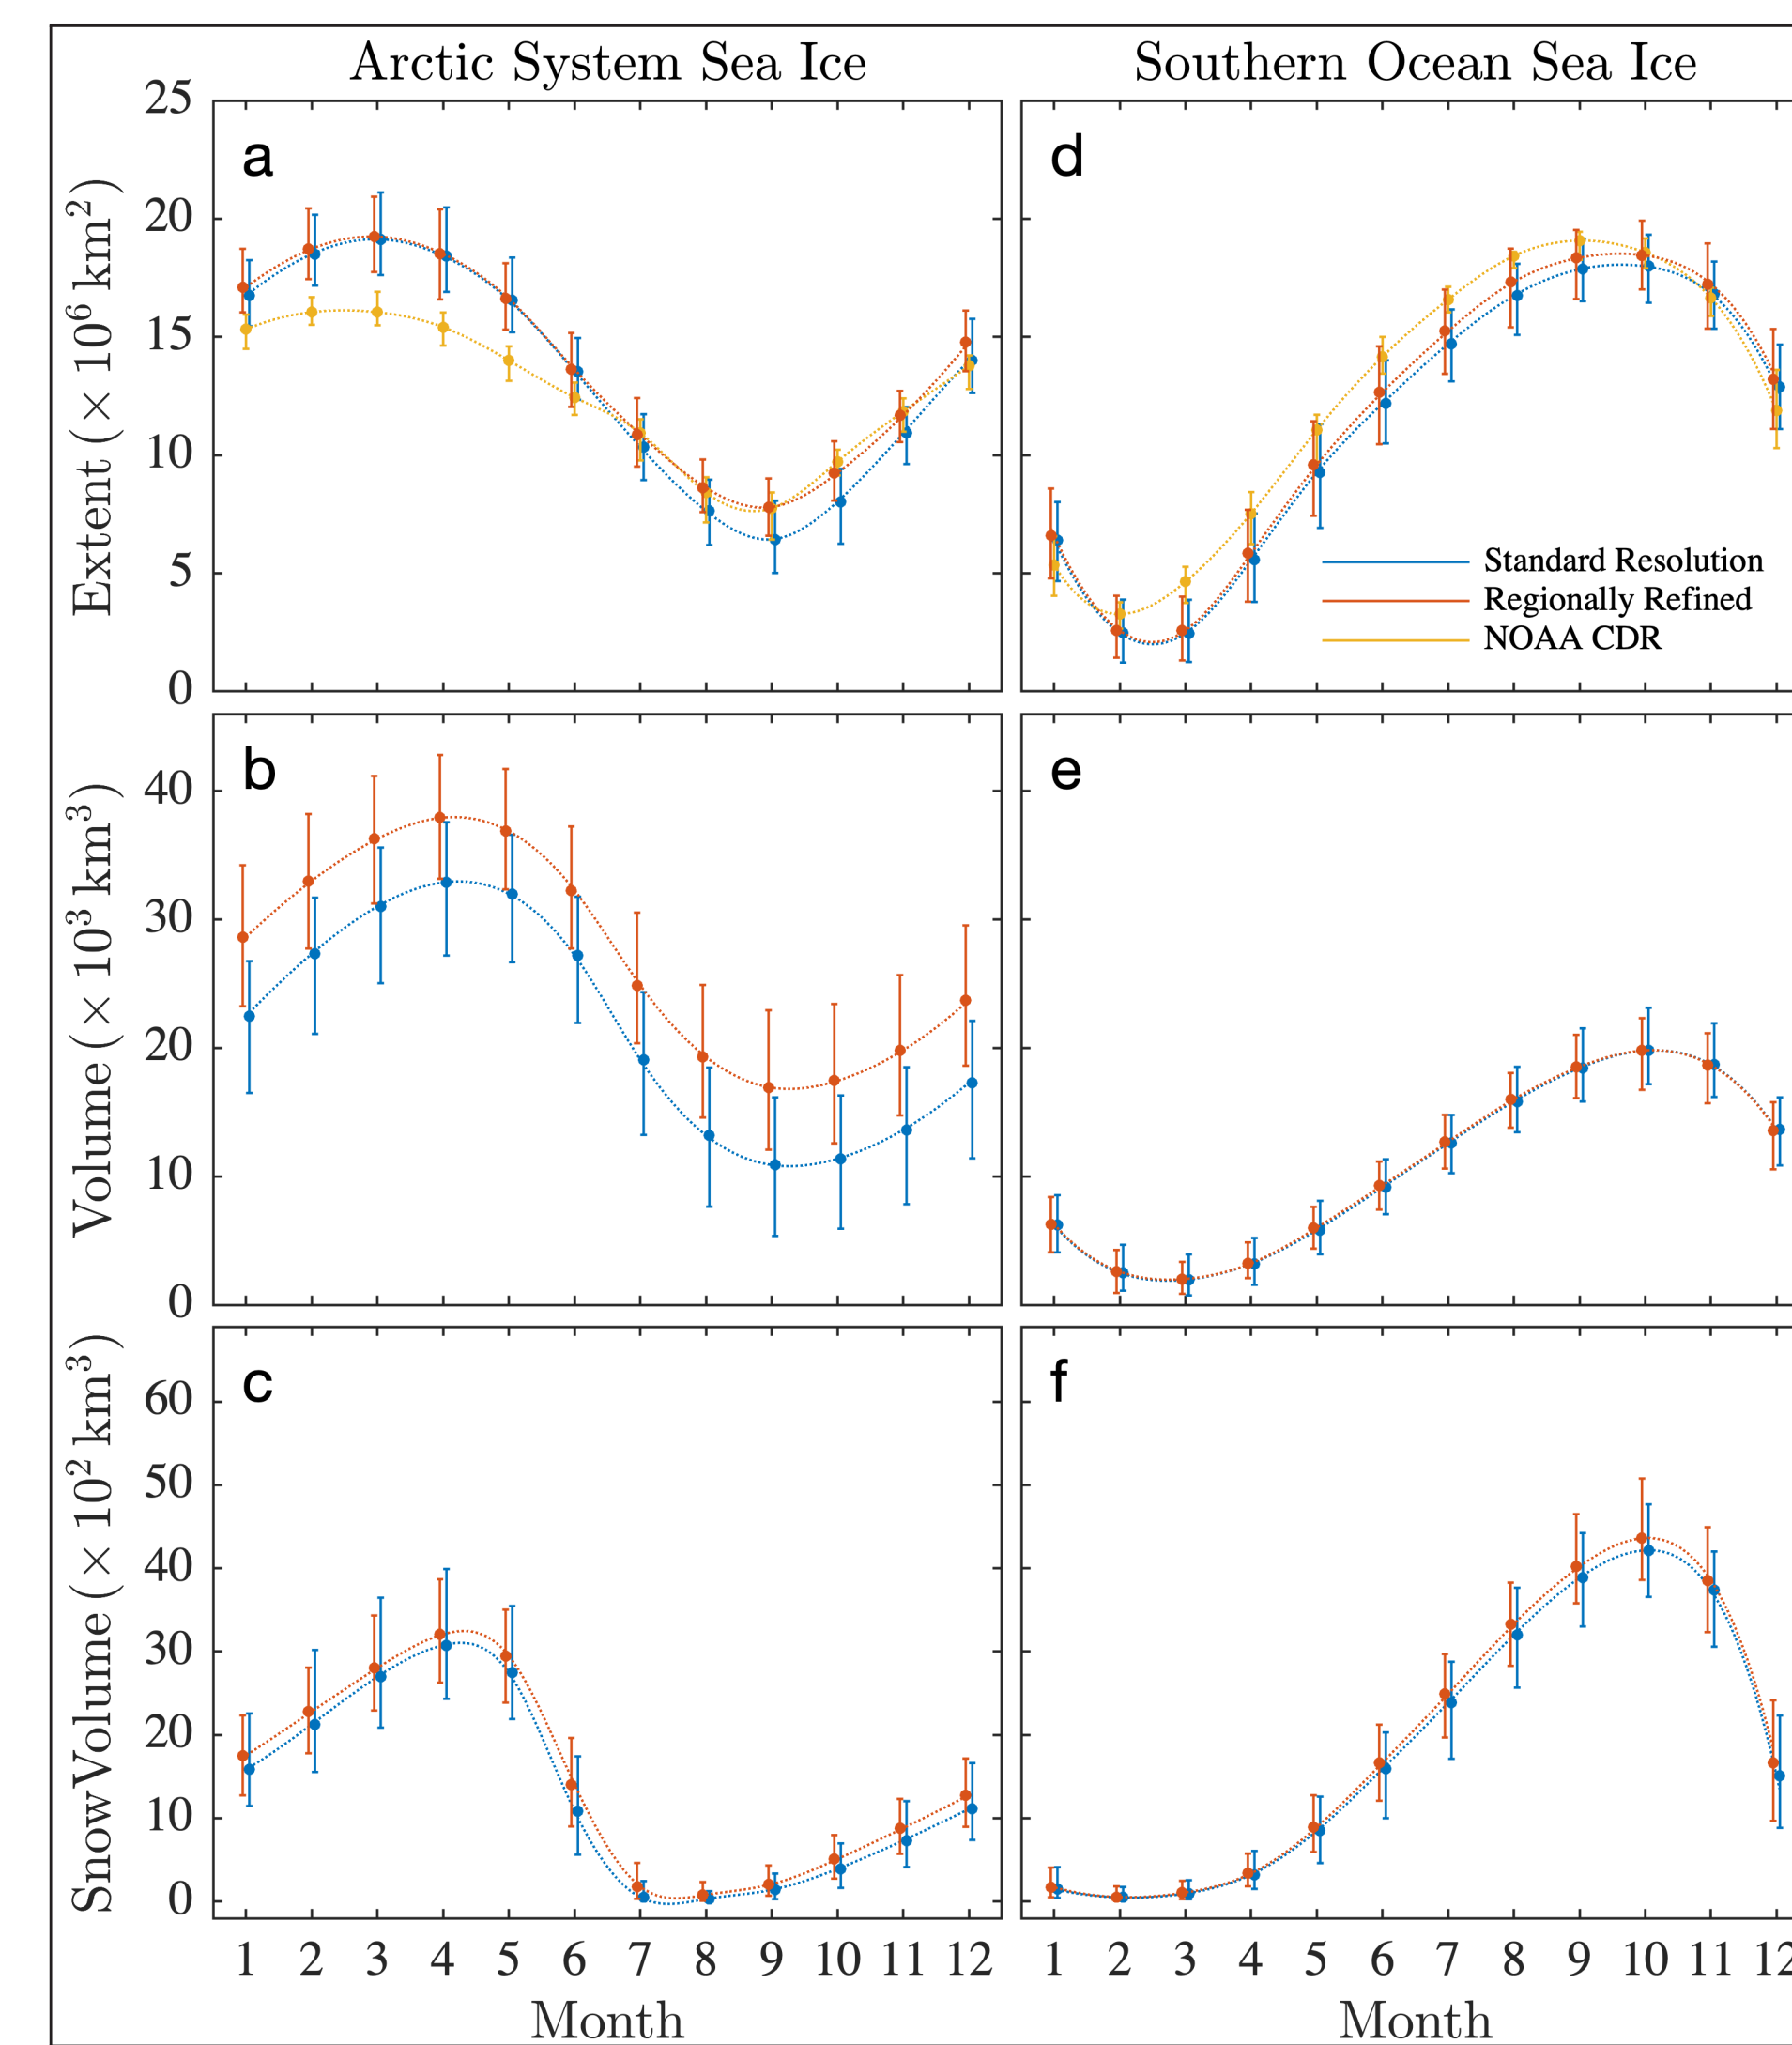 Arctic System Sea Ice
Southern Ocean Sea Ice
a
Extent (× 10⁶ km²)
25
20
15
10
5
0
d
Standard Resolution
Regionally Refined
NOAA CDR
b
Volume (× 10³ km³)
40
30
20
10
0
e
c
Snow Volume (× 10² km³)
60
50
40
30
20
10
0
f
1 2 3 4 5 6 7 8 9 10 11 12
Month
1 2 3 4 5 6 7 8 9 10 11 12
Month